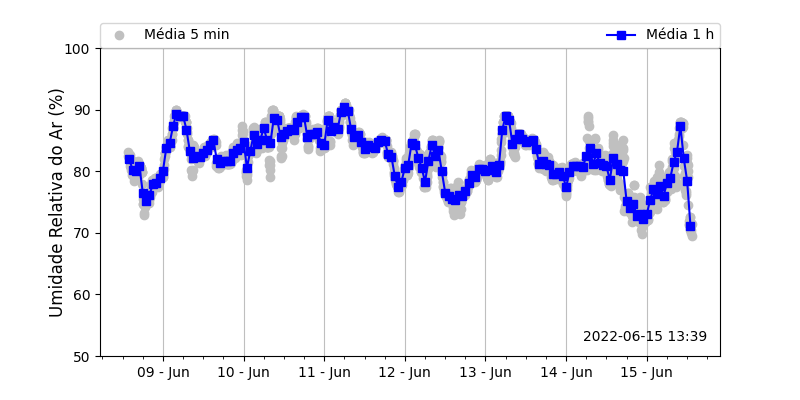 Média 5 min
Média 1 h
Umidade Relativa do Ar (%)
100
90
80
70
60
50
2022-06-15 13:39
09 - Jun
10 - Jun
11 - Jun
12 - Jun
13 - Jun
14 - Jun
15 - Jun